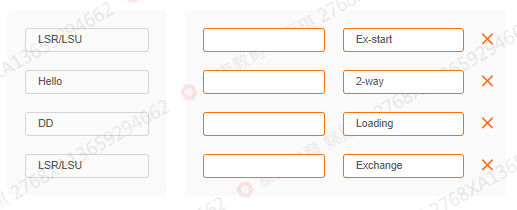 LSR/LSU Ex-start
Hello 2-way
DD Loading
LSR/LSU Exchange